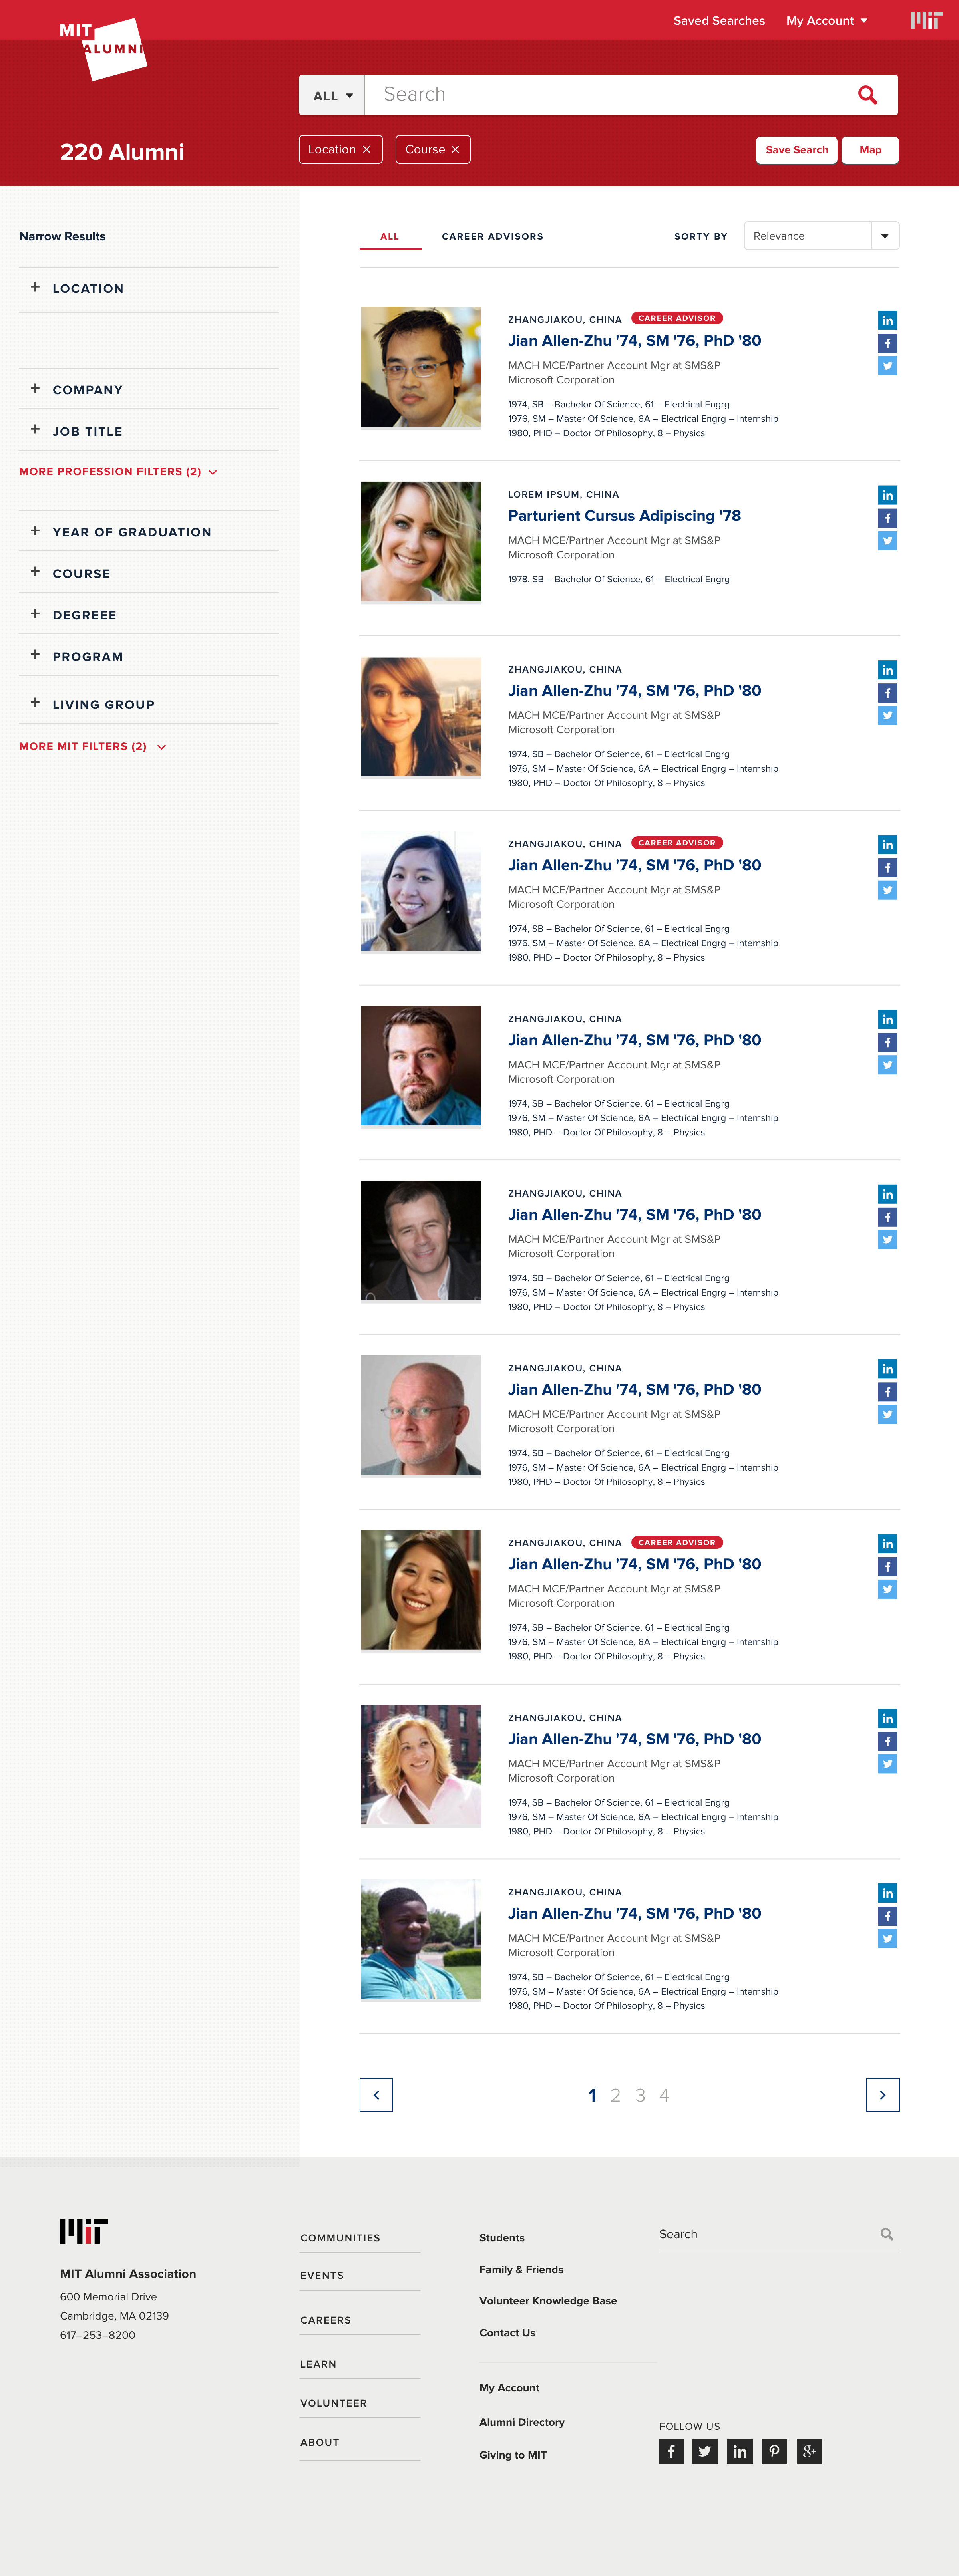 Saved Searches
My Account
MIT
ALUMNI
ALL
Search
220 Alumni
Location ×
Course ×
Save Search
Map
Narrow Results
+ LOCATION
+ COMPANY
+ JOB TITLE
MORE PROFESSION FILTERS (2)
+ YEAR OF GRADUATION
+ COURSE
+ DEGREEE
+ PROGRAM
+ LIVING GROUP
MORE MIT FILTERS (2)
ALL
CAREER ADVISORS
SORTY BY
Relevance
ZHANGJIAKOU, CHINA CAREER ADVISOR
Jian Allen-Zhu '74, SM '76, PhD '80
MACH MCE/Partner Account Mgr at SMS&P
Microsoft Corporation
1974, SB – Bachelor Of Science, 61 – Electrical Engrg
1976, SM – Master Of Science, 6A – Electrical Engrg – Internship
1980, PHD – Doctor Of Philosophy, 8 – Physics
LOREM IPSUM, CHINA
Parturient Cursus Adipiscing '78
MACH MCE/Partner Account Mgr at SMS&P
Microsoft Corporation
1978, SB – Bachelor Of Science, 61 – Electrical Engrg
ZHANGJIAKOU, CHINA
Jian Allen-Zhu '74, SM '76, PhD '80
MACH MCE/Partner Account Mgr at SMS&P
Microsoft Corporation
1974, SB – Bachelor Of Science, 61 – Electrical Engrg
1976, SM – Master Of Science, 6A – Electrical Engrg – Internship
1980, PHD – Doctor Of Philosophy, 8 – Physics
ZHANGJIAKOU, CHINA CAREER ADVISOR
Jian Allen-Zhu '74, SM '76, PhD '80
MACH MCE/Partner Account Mgr at SMS&P
Microsoft Corporation
1974, SB – Bachelor Of Science, 61 – Electrical Engrg
1976, SM – Master Of Science, 6A – Electrical Engrg – Internship
1980, PHD – Doctor Of Philosophy, 8 – Physics
ZHANGJIAKOU, CHINA
Jian Allen-Zhu '74, SM '76, PhD '80
MACH MCE/Partner Account Mgr at SMS&P
Microsoft Corporation
1974, SB – Bachelor Of Science, 61 – Electrical Engrg
1976, SM – Master Of Science, 6A – Electrical Engrg – Internship
1980, PHD – Doctor Of Philosophy, 8 – Physics
ZHANGJIAKOU, CHINA
Jian Allen-Zhu '74, SM '76, PhD '80
MACH MCE/Partner Account Mgr at SMS&P
Microsoft Corporation
1974, SB – Bachelor Of Science, 61 – Electrical Engrg
1976, SM – Master Of Science, 6A – Electrical Engrg – Internship
1980, PHD – Doctor Of Philosophy, 8 – Physics
ZHANGJIAKOU, CHINA
Jian Allen-Zhu '74, SM '76, PhD '80
MACH MCE/Partner Account Mgr at SMS&P
Microsoft Corporation
1974, SB – Bachelor Of Science, 61 – Electrical Engrg
1976, SM – Master Of Science, 6A – Electrical Engrg – Internship
1980, PHD – Doctor Of Philosophy, 8 – Physics
ZHANGJIAKOU, CHINA CAREER ADVISOR
Jian Allen-Zhu '74, SM '76, PhD '80
MACH MCE/Partner Account Mgr at SMS&P
Microsoft Corporation
1974, SB – Bachelor Of Science, 61 – Electrical Engrg
1976, SM – Master Of Science, 6A – Electrical Engrg – Internship
1980, PHD – Doctor Of Philosophy, 8 – Physics
ZHANGJIAKOU, CHINA
Jian Allen-Zhu '74, SM '76, PhD '80
MACH MCE/Partner Account Mgr at SMS&P
Microsoft Corporation
1974, SB – Bachelor Of Science, 61 – Electrical Engrg
1976, SM – Master Of Science, 6A – Electrical Engrg – Internship
1980, PHD – Doctor Of Philosophy, 8 – Physics
ZHANGJIAKOU, CHINA
Jian Allen-Zhu '74, SM '76, PhD '80
MACH MCE/Partner Account Mgr at SMS&P
Microsoft Corporation
1974, SB – Bachelor Of Science, 61 – Electrical Engrg
1976, SM – Master Of Science, 6A – Electrical Engrg – Internship
1980, PHD – Doctor Of Philosophy, 8 – Physics
1 2 3 4
MIT Alumni Association
600 Memorial Drive
Cambridge, MA 02139
617–253–8200
COMMUNITIES
EVENTS
CAREERS
LEARN
VOLUNTEER
ABOUT
Students
Family & Friends
Volunteer Knowledge Base
Contact Us
My Account
Alumni Directory
Giving to MIT
Search
FOLLOW US